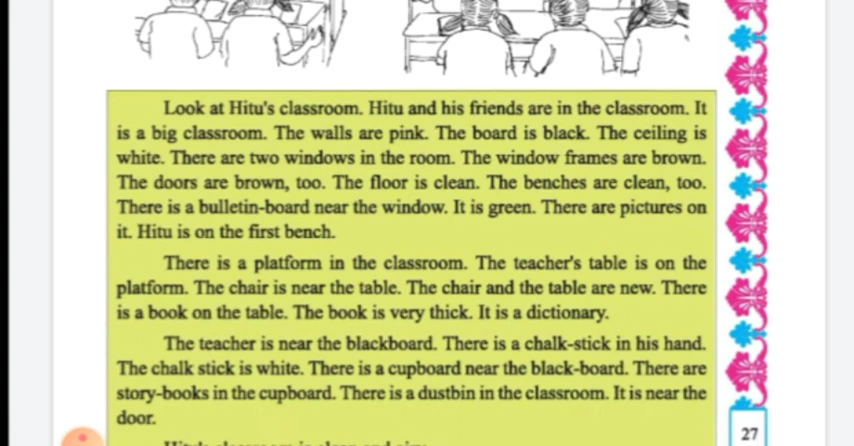 Look at Hitu's classroom. Hitu and his friends are in the classroom. It
is a big classroom. The walls are pink. The board is black. The ceiling is
white. There are two windows in the room. The window frames are brown.
The doors are brown, too. The floor is clean. The benches are clean, too.
There is a bulletin-board near the window. It is green. There are pictures on
it. Hitu is on the first bench.
There is a platform in the classroom. The teacher's table is on the
platform. The chair is near the table. The chair and the table are new. There
is a book on the table. The book is very thick. It is a dictionary.
The teacher is near the blackboard. There is a chalk-stick in his hand.
The chalk stick is white. There is a cupboard near the black-board. There are
story-books in the cupboard. There is a dustbin in the classroom. It is near the
door.
27